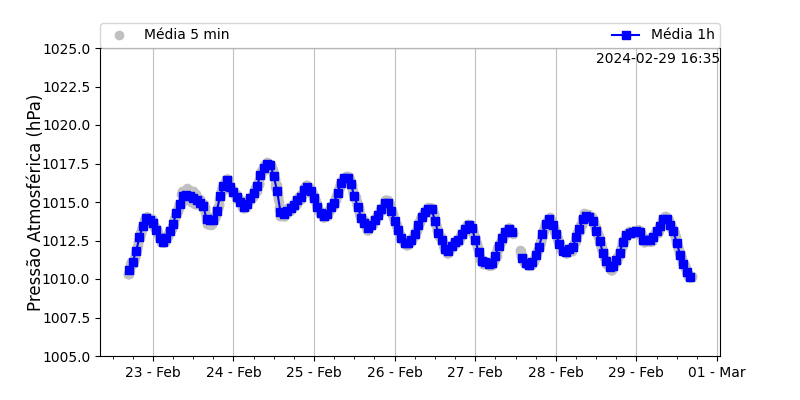 Média 5 min
Média 1h
2024-02-29 16:35
Pressão Atmosférica (hPa)
1025.0
1022.5
1020.0
1017.5
1015.0
1012.5
1010.0
1007.5
1005.0
23 - Feb
24 - Feb
25 - Feb
26 - Feb
27 - Feb
28 - Feb
29 - Feb
01 - Mar